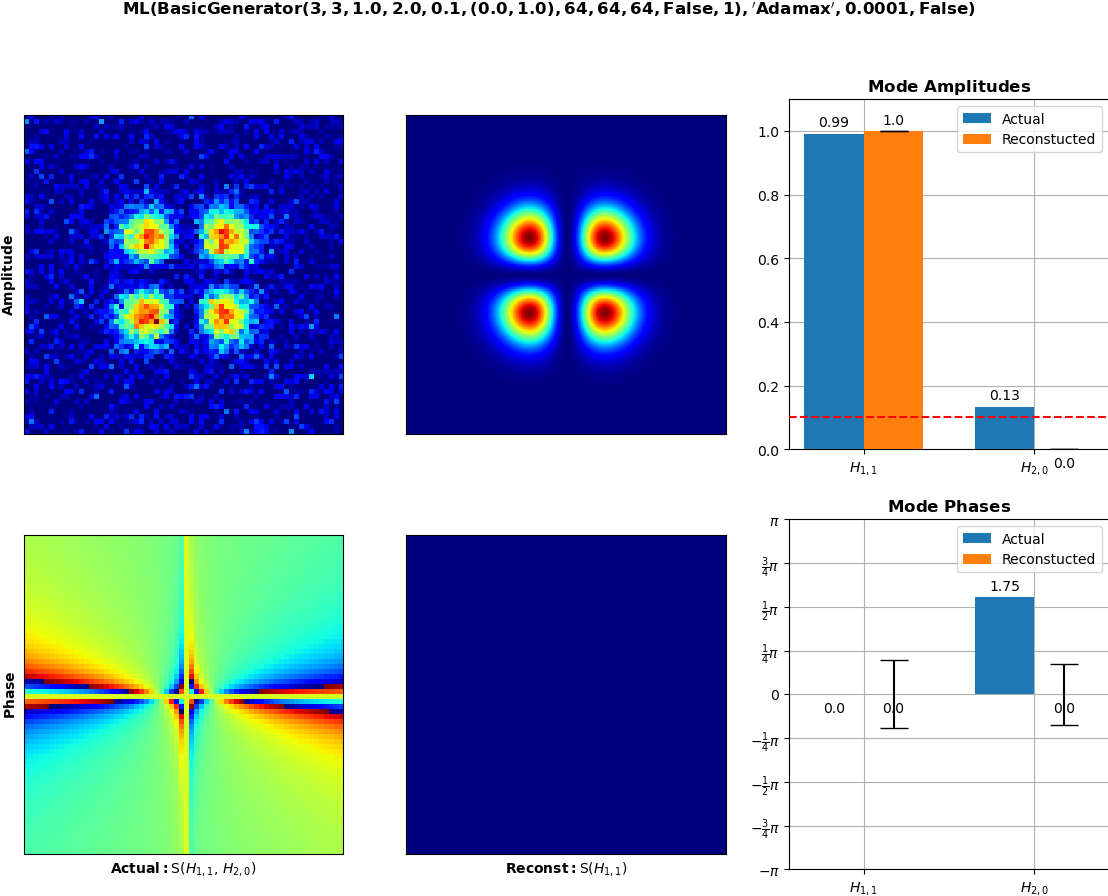 ML(BasicGenerator(3, 3, 1.0, 2.0, 0.1, (0.0, 1.0), 64, 64, 64, False, 1), ′Adamax′, 0.0001, False)
Amplitude
Mode Amplitudes
Actual
Reconstucted
0.99
1.0
0.13
0.0
1.0
0.8
0.6
0.4
0.2
0.0
H1,1
H2,0
Phase
Actual: S(H1,1, H2,0)
Reconst: S(H1,1)
Mode Phases
Actual
Reconstucted
1.75
0.0
0.0
0.0
π
3/4π
1/2π
1/4π
0
−1/4π
−1/2π
−3/4π
−π
H1,1
H2,0